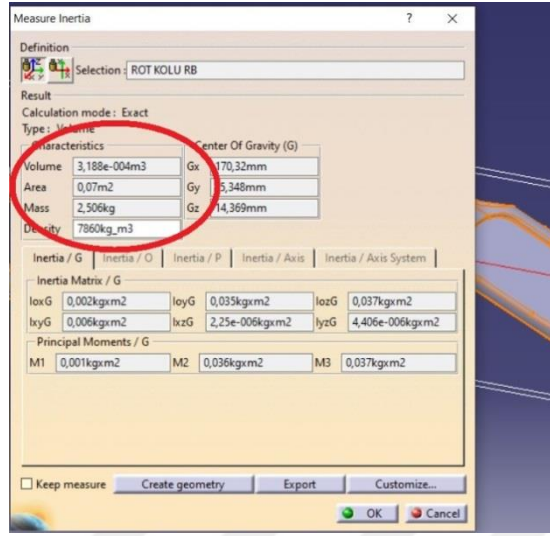 Measure Inertia ? ×
Definition
Selection : ROT KOLU RB
Result
Calculation mode : Exact
Type : Volume
Characteristics Center Of Gravity (G)
Volume 3,188e-004m3 Gx 170,32mm
Area 0,07m2 Gy 5,348mm
Mass 2,506kg Gz 14,369mm
Density 7860kg_m3
Inertia / G Inertia / O Inertia / P Inertia / Axis Inertia / Axis System
Inertia Matrix / G
IoxG 0,002kgxm2 IoyG 0,035kgxm2 IozG 0,037kgxm2
IxyG 0,006kgxm2 IxzG 2,25e-006kgxm2 IyzG 4,406e-006kgxm2
Principal Moments / G
M1 0,001kgxm2 M2 0,036kgxm2 M3 0,037kgxm2
Keep measure Create geometry Export Customize...
OK Cancel